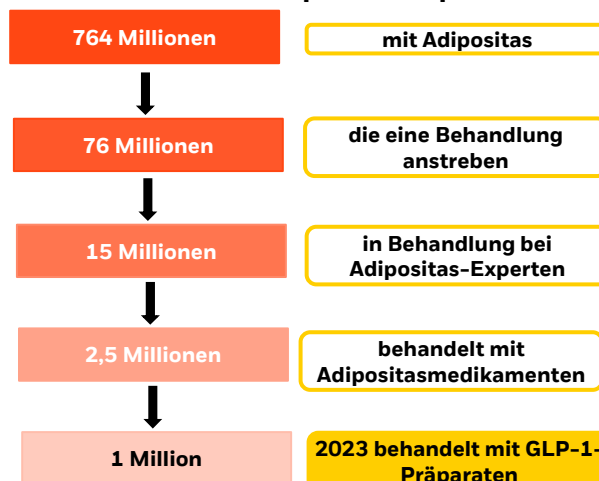 764 Millionen
mit Adipositas
76 Millionen
die eine Behandlung
anstreben
15 Millionen
in Behandlung bei
Adipositas-Experten
2,5 Millionen
behandelt mit
Adipositasmedikamenten
1 Million
2023 behandelt mit GLP-1-
Präparaten